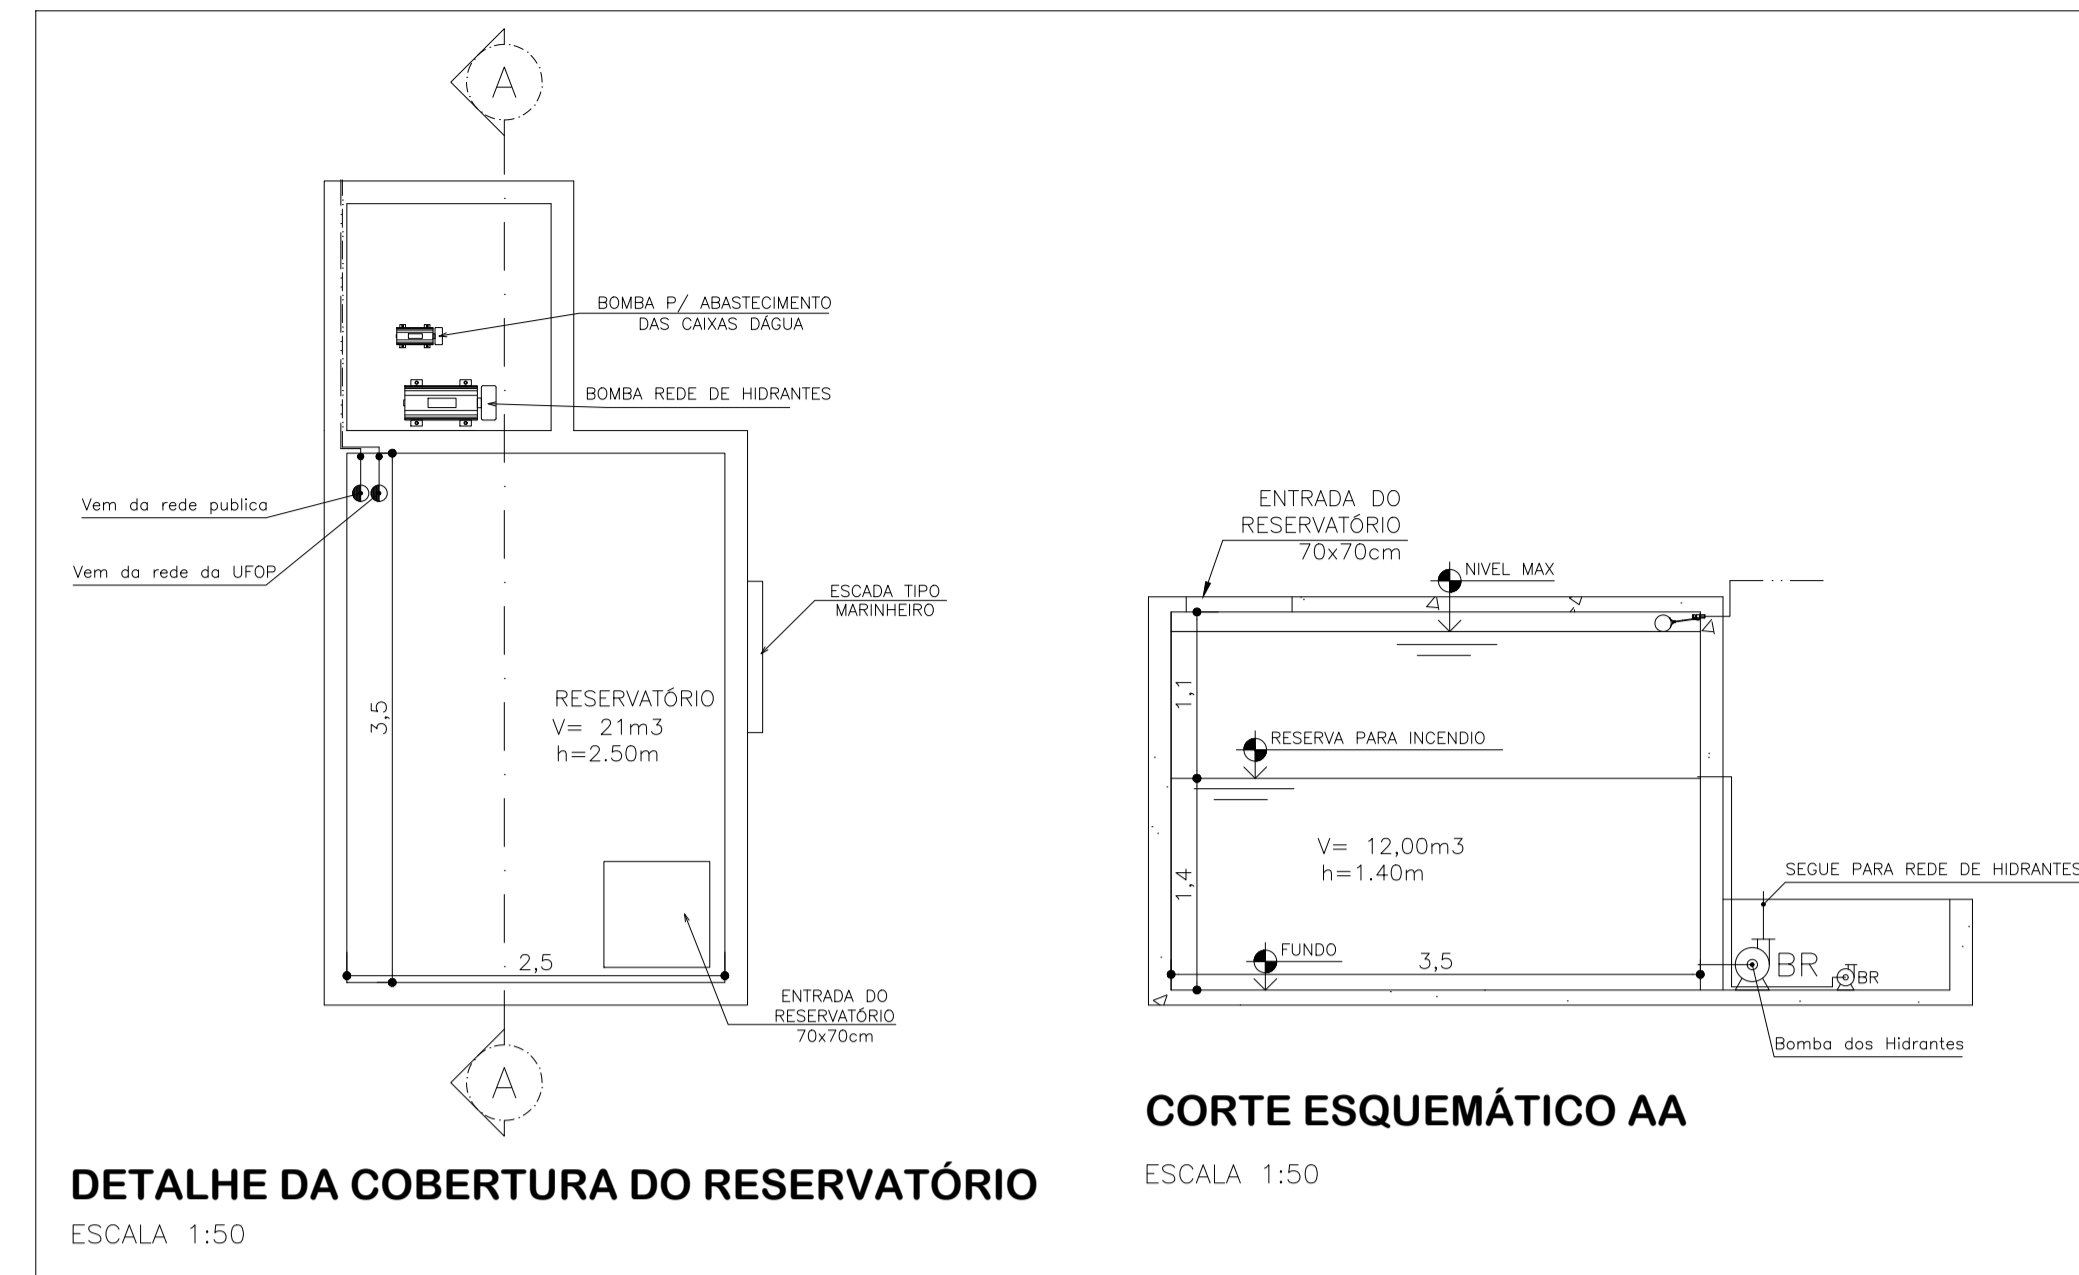 A
BOMBA P/ ABASTECIMENTO
DAS CAIXAS DÁGUA
BOMBA REDE DE HIDRANTES
Vem da rede publica
Vem da rede da UFOP
ESCADA TIPO
MARINHEIRO
RESERVATÓRIO
V= 21m3
h=2.50m
3,5
2,5
ENTRADA DO
RESERVATÓRIO
70x70cm
A
DETALHE DA COBERTURA DO RESERVATÓRIO
ESCALA 1:50
ENTRADA DO
RESERVATÓRIO
70x70cm
NIVEL MAX
1,1
RESERVA PARA INCENDIO
V= 12,00m3
h=1.40m
1,4
SEGUE PARA REDE DE HIDRANTES
FUNDO
3,5
BR
BR
Bomba dos Hidrantes
CORTE ESQUEMÁTICO AA
ESCALA 1:50